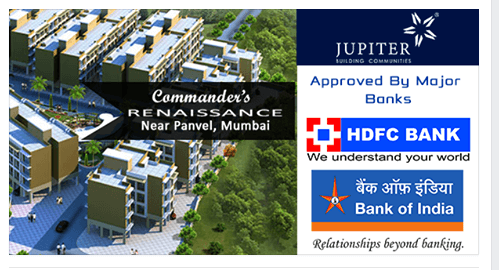 Commander's
RENAISSANCE
Near Panvel, Mumbai
JUPITER
BUILDING COMMUNITIES
Approved By Major
Banks
HDFC BANK
We understand your world
बैंक ऑफ़ इंडिया
Bank of India
Relationships beyond banking.